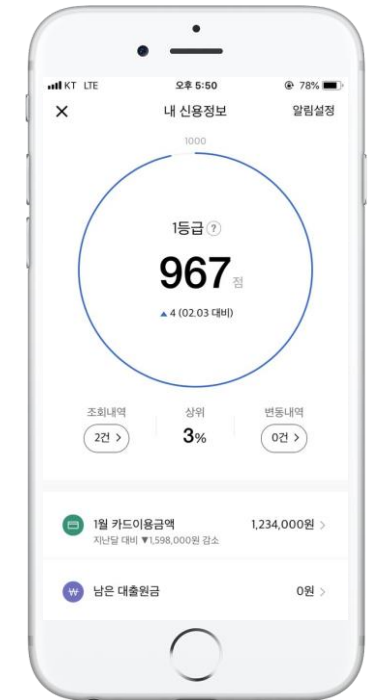 KT LTE 오후 5:50 78%
× 내 신용정보 알림설정
1000
1등급 ?
967점
▲ 4 (02.03 대비)
조회내역 상위 변동내역
2건 > 3% 0건 >
1월 카드이용금액 1,234,000원 >
지난달 대비 ▼1,598,000원 감소
₩ 남은 대출원금 0원 >